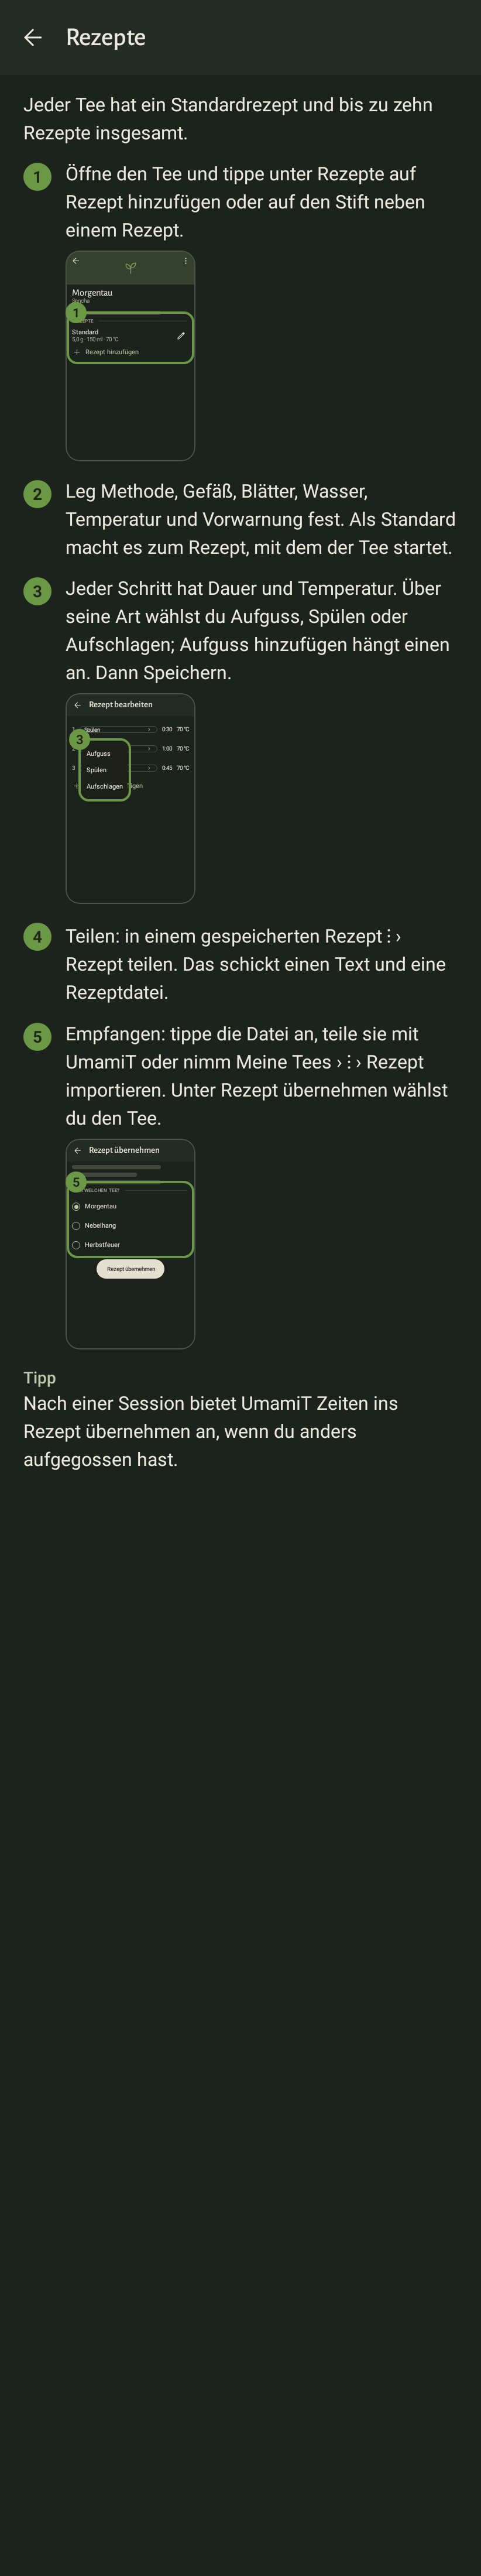 Rezepte
Jeder Tee hat ein Standardrezept und bis zu zehn
Rezepte insgesamt.
1
Öffne den Tee und tippe unter Rezepte auf
Rezept hinzufügen oder auf den Stift neben
einem Rezept.
Morgentau
Sencha
1
Standard
5,0 g · 150 ml · 70 °C
+ Rezept hinzufügen
2
Leg Methode, Gefäß, Blätter, Wasser,
Temperatur und Vorwarnung fest. Als Standard
macht es zum Rezept, mit dem der Tee startet.
3
Jeder Schritt hat Dauer und Temperatur. Über
seine Art wählst du Aufguss, Spülen oder
Aufschlagen; Aufguss hinzufügen hängt einen
an. Dann Speichern.
Rezept bearbeiten
1 Spülen 0:30 70 °C
3
1:00 70 °C
Aufguss
3 0:45 70 °C
Spülen
Aufschlagen
4
Teilen: in einem gespeicherten Rezept ⋮ ›
Rezept teilen. Das schickt einen Text und eine
Rezeptdatei.
5
Empfangen: tippe die Datei an, teile sie mit
UmamiT oder nimm Meine Tees › ⋮ › Rezept
importieren. Unter Rezept übernehmen wählst
du den Tee.
Rezept übernehmen
5
WELCHEN TEE?
Morgentau
Nebelhang
Herbstfeuer
Rezept übernehmen
Tipp
Nach einer Session bietet UmamiT Zeiten ins
Rezept übernehmen an, wenn du anders
aufgegossen hast.